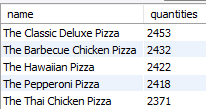 name quantities
The Classic Deluxe Pizza 2453
The Barbecue Chicken Pizza 2432
The Hawaiian Pizza 2422
The Pepperoni Pizza 2418
The Thai Chicken Pizza 2371